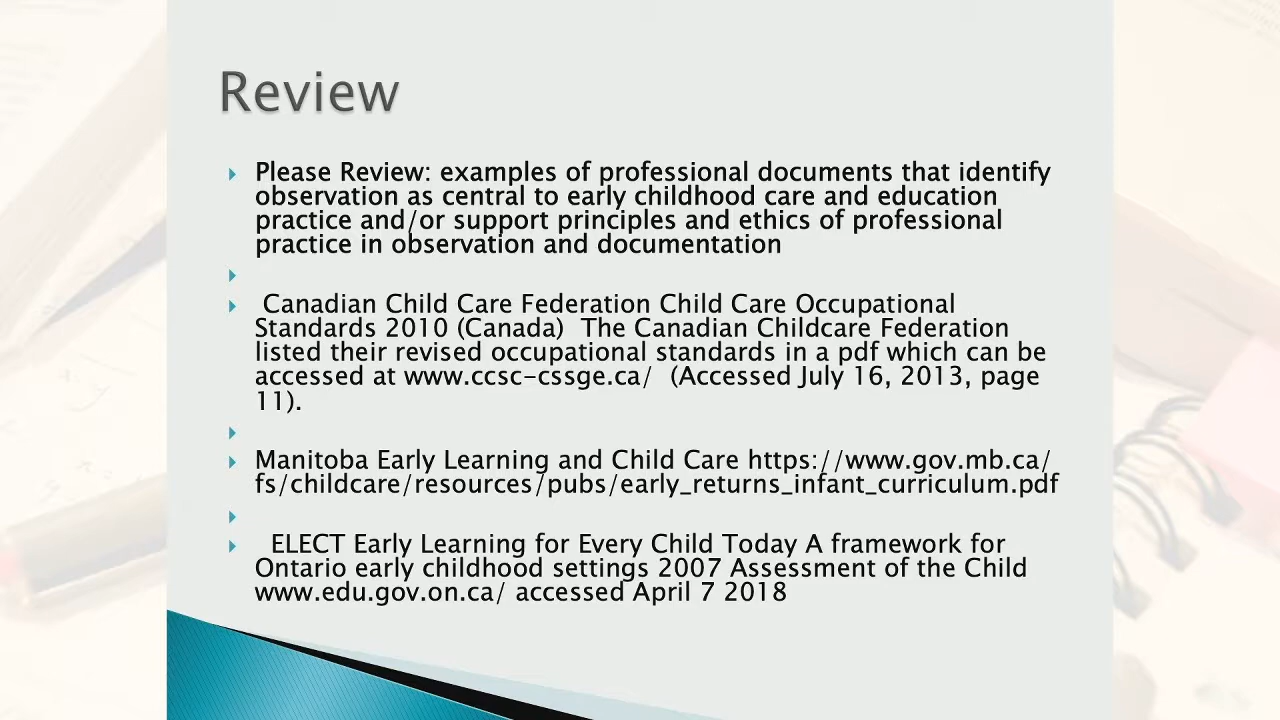 Review
Please Review: examples of professional documents that identify
observation as central to early childhood care and education
practice and/or support principles and ethics of professional
practice in observation and documentation
Canadian Child Care Federation Child Care Occupational
Standards 2010 (Canada)  The Canadian Childcare Federation
listed their revised occupational standards in a pdf which can be
accessed at www.ccsc-cssge.ca/  (Accessed July 16, 2013, page
11).
Manitoba Early Learning and Child Care https://www.gov.mb.ca/
fs/childcare/resources/pubs/early_returns_infant_curriculum.pdf
ELECT Early Learning for Every Child Today A framework for
Ontario early childhood settings 2007 Assessment of the Child
www.edu.gov.on.ca/ accessed April 7 2018